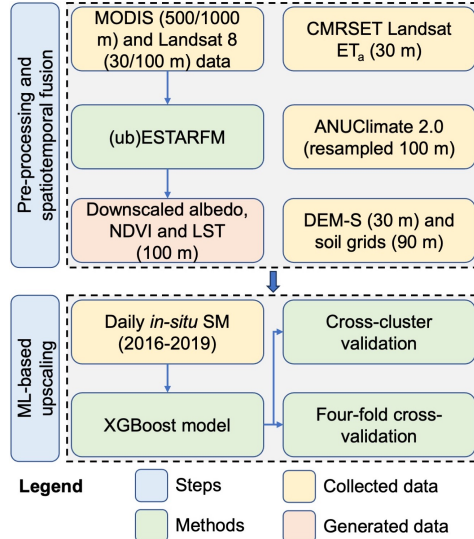 Pre-processing and
spatiotemporal fusion
MODIS (500/1000
m) and Landsat 8
(30/100 m) data
CMRSET Landsat
ETa (30 m)
(ub)ESTARFM
ANUClimate 2.0
(resampled 100 m)
Downscaled albedo,
NDVI and LST
(100 m)
DEM-S (30 m) and
soil grids (90 m)
ML-based
upscaling
Daily in-situ SM
(2016-2019)
Cross-cluster
validation
XGBoost model
Four-fold cross-
validation
Legend
Steps
Collected data
Methods
Generated data